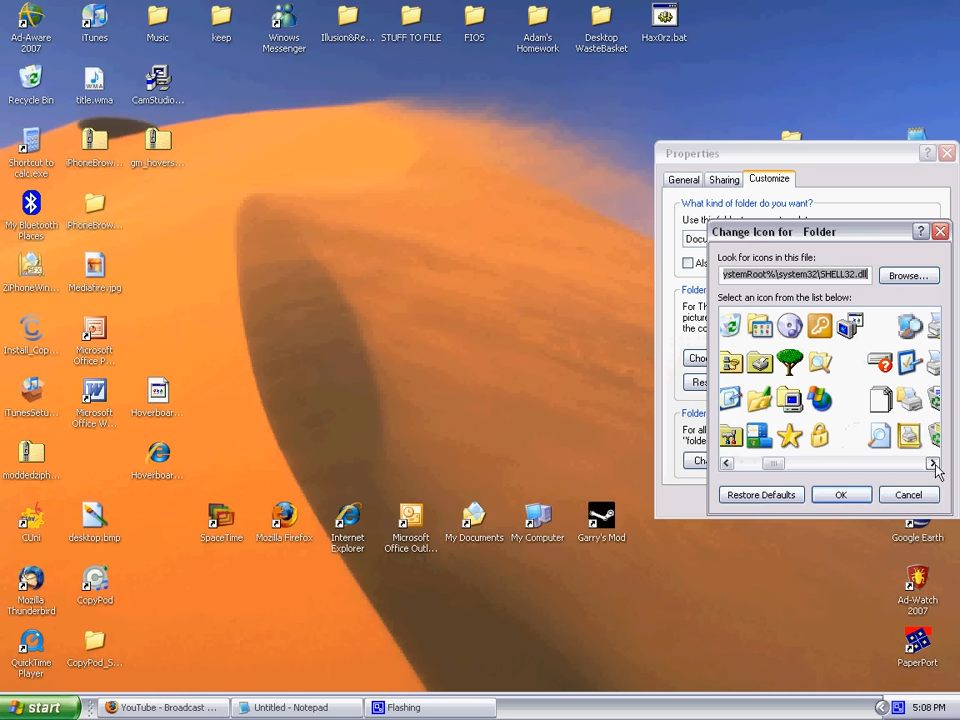 Ad-Aware
2007
iTunes
Music
keep
Winows
Messenger
Illusion&Re...
STUFF TO FILE
FIOS
Adam's
Homework
Desktop
WasteBasket
Hax0rz.bat
Recycle Bin
title.wma
CamStudio...
Shortcut to
calc.exe
iPhoneBrow...
gm_hovers...
My Bluetooth
Places
iPhoneBrow...
ZiPhoneWin...
Mediafire.jpg
Install_Cop...
Microsoft
Office P...
iTunesSetu...
Microsoft
Office W...
Hoverboar...
moddedziph...
Hoverboar...
CUni
desktop.bmp
SpaceTime
Mozilla Firefox
Internet
Explorer
Microsoft
Office Outl...
My Documents
My Computer
Garry's Mod
Google Earth
Mozilla
Thunderbird
CopyPod
Ad-Watch
2007
QuickTime
Player
CopyPod_S...
PaperPort
Properties
General
Sharing
Customize
What kind of folder do you want?
Use
Docu
Als
Folder
For Th
picture
the co
Choo
Res
Folder
For all
"folde
Ch
Change Icon for Folder
Look for icons in this file:
ystemRoot%\system32\SHELL32.dll
Browse...
Select an icon from the list below:
Restore Defaults
OK
Cancel
start
YouTube - Broadcast ...
Untitled - Notepad
Flashing
5:08 PM